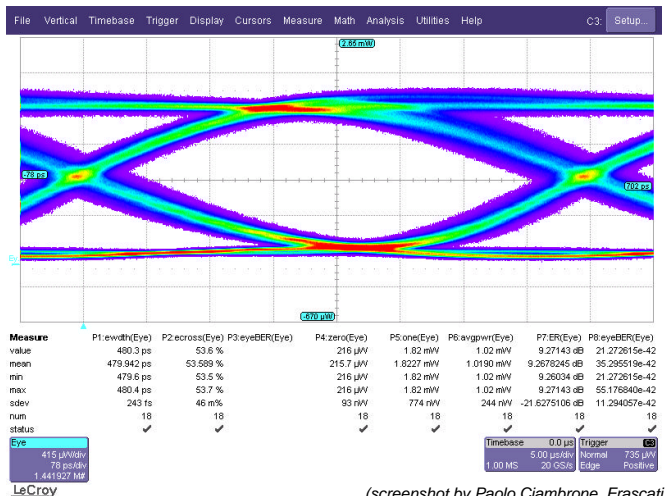 File Vertical Timebase Trigger Display Cursors Measure Math Analysis Utilities Help C3: Setup...
2.65 mW
-78 ps
702 ps
Eye
-670 µW
Measure P1:ewdth(Eye) P2:ecross(Eye) P3:eyeBER(Eye) P4:zero(Eye) P5:one(Eye) P6:avgpwr(Eye) P7:ER(Eye) P8:eyeBER(Eye)
value 480.3 ps 53.6 % 216 µW 1.82 mW 1.02 mW 9.27143 dB 21.272615e-42
mean 479.942 ps 53.589 % 215.7 µW 1.8227 mW 1.0190 mW 9.2678245 dB 35.295519e-42
min 479.6 ps 53.5 % 216 µW 1.82 mW 1.02 mW 9.26034 dB 21.272615e-42
max 480.4 ps 53.7 % 216 µW 1.82 mW 1.02 mW 9.27143 dB 55.176840e-42
sdev 243 fs 46 m% 93 nW 774 nW 244 nW -21.6275106 dB 11.294057e-42
num 18 18 18 18 18 18 18
status
Eye
415 µW/div
78 ps/div
1.441927 M#
Timebase 0.0 µs
5.00 µs/div
1.00 MS 20 GS/s
Trigger C3
Normal 735 µW
Edge Positive
LeCroy
(screenshot by Paolo Ciambrone, Frascati